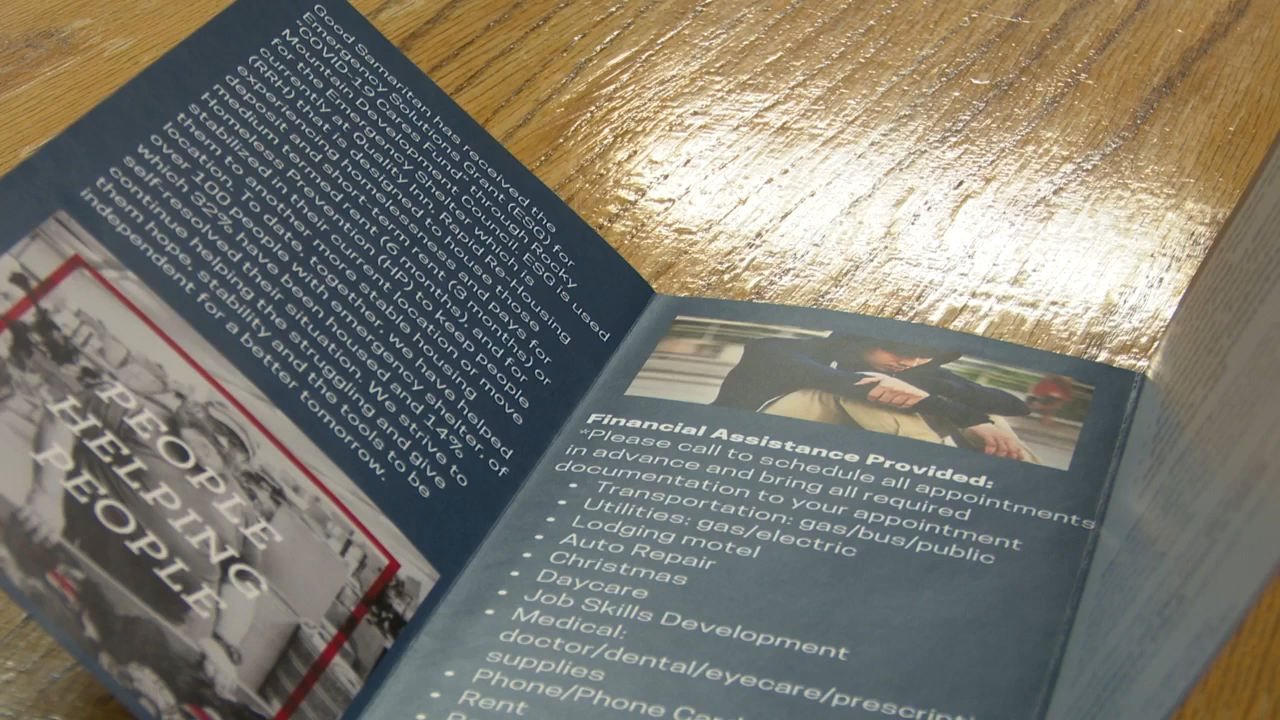 Good Samaritan has received the
Emergency Solutions Grant (ESG) for
COVID-19 Relief Fund through Rocky
Mountain Development Council. ESG is used
for the Emergency Shelter which is
currently at Quality Inn, Rapid Re-housing
(RRH) that is those
experiencing homelessness and pays for
deposit and short rent (3 months) or
medium term rent (6 months), and for
Homeless Prevention (HP) to keep people
stabilized in their current location or move
them to another more stable housing
location. To date, together, we have helped
over 100 people with emergency shelter, of
which 32% have been housed and 14%
self-resolved their situation. We strive to
continue helping the struggling and give
them hope, stability and the tools to be
independent for a better tomorrow.
PEOPLE
HELPING
PEOPLE
Financial Assistance Provided:
*Please call to schedule all appointments
in advance and bring all required
documentation to your appointment
• Transportation: gas/bus/public
• Utilities: gas/electric
• Lodging motel
• Auto Repair
• Christmas
• Daycare
• Job Skills Development
• Medical:
doctor/dental/eyecare/prescripti
supplies
• Phone/Phone Card
• Rent